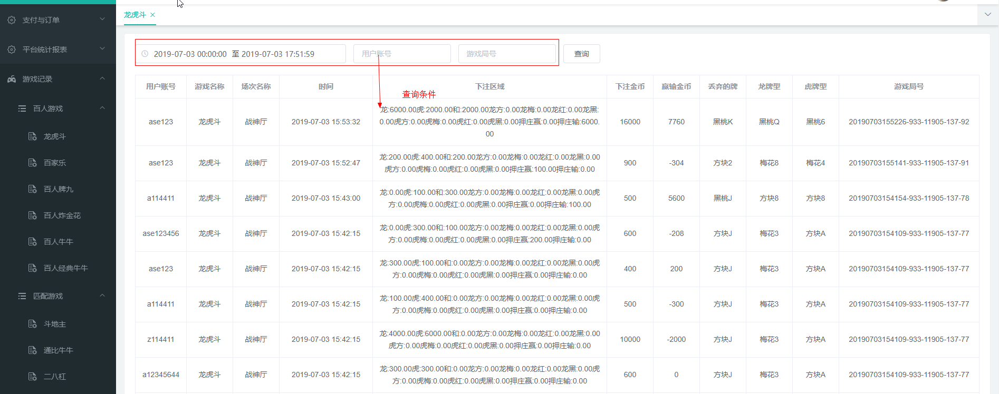 支付与订单
平台统计报表
游戏记录
百人游戏
龙虎斗
百家乐
百人牌九
百人炸金花
百人牛牛
百人经典牛牛
匹配游戏
斗地主
通比牛牛
二八杠
龙虎斗
2019-07-03 00:00:00 至 2019-07-03 17:51:59 用户账号 游戏局号 查询
查询条件
用户账号 游戏名称 场次名称 时间 下注区域 下注金币 赢输金币 丢弃的牌 龙牌型 虎牌型 游戏局号
龙:6000.00虎:2000.00和:2000.00龙方:0.00龙梅:0.00龙红:0.00龙黑:
ase123 龙虎斗 战神厅 2019-07-03 15:53:32 0.00虎方:0.00虎梅:0.00虎红:0.00虎黑:0.00押庄赢:0.00押庄输:6000. 16000 7760 黑桃K 黑桃Q 黑桃6 20190703155226-933-11905-137-92
00
龙:200.00虎:400.00和:200.00龙方:0.00龙梅:0.00龙红:0.00龙黑:0.00
ase123 龙虎斗 战神厅 2019-07-03 15:52:47 900 -304 方块2 梅花8 梅花4 20190703155141-933-11905-137-91
虎方:0.00虎梅:0.00虎红:0.00虎黑:0.00押庄赢:100.00押庄输:0.00
龙:0.00虎:100.00和:300.00龙方:0.00龙梅:0.00龙红:0.00龙黑:0.00虎
a114411 龙虎斗 战神厅 2019-07-03 15:43:00 500 5600 黑桃J 方块8 方块8 20190703154154-933-11905-137-78
方:0.00虎梅:0.00虎红:0.00虎黑:0.00押庄赢:0.00押庄输:100.00
龙:0.00虎:300.00和:100.00龙方:0.00龙梅:0.00龙红:0.00龙黑:0.00虎
ase123456 龙虎斗 战神厅 2019-07-03 15:42:15 600 -208 方块J 梅花3 方块A 20190703154109-933-11905-137-77
方:0.00虎梅:0.00虎红:0.00虎黑:0.00押庄赢:200.00押庄输:0.00
龙:300.00虎:100.00和:0.00龙方:0.00龙梅:0.00龙红:0.00龙黑:0.00虎
ase123 龙虎斗 战神厅 2019-07-03 15:42:15 400 200 方块J 梅花3 方块A 20190703154109-933-11905-137-77
方:0.00虎梅:0.00虎红:0.00虎黑:0.00押庄赢:0.00押庄输:0.00
龙:100.00虎:400.00和:0.00龙方:0.00龙梅:0.00龙红:0.00龙黑:0.00虎
a114411 龙虎斗 战神厅 2019-07-03 15:42:15 500 -300 方块J 梅花3 方块A 20190703154109-933-11905-137-77
方:0.00虎梅:0.00虎红:0.00虎黑:0.00押庄赢:0.00押庄输:0.00
龙:4000.00虎:6000.00和:0.00龙方:0.00龙梅:0.00龙红:0.00龙黑:0.00
z114411 龙虎斗 战神厅 2019-07-03 15:42:15 10000 -2000 方块J 梅花3 方块A 20190703154109-933-11905-137-77
虎方:0.00虎梅:0.00虎红:0.00虎黑:0.00押庄赢:0.00押庄输:0.00
龙:300.00虎:300.00和:0.00龙方:0.00龙梅:0.00龙红:0.00龙黑:0.00虎
a12345644 龙虎斗 战神厅 2019-07-03 15:42:15 600 0 方块J 梅花3 方块A 20190703154109-933-11905-137-77
方:0.00虎梅:0.00虎红:0.00虎黑:0.00押庄赢:0.00押庄输:0.00